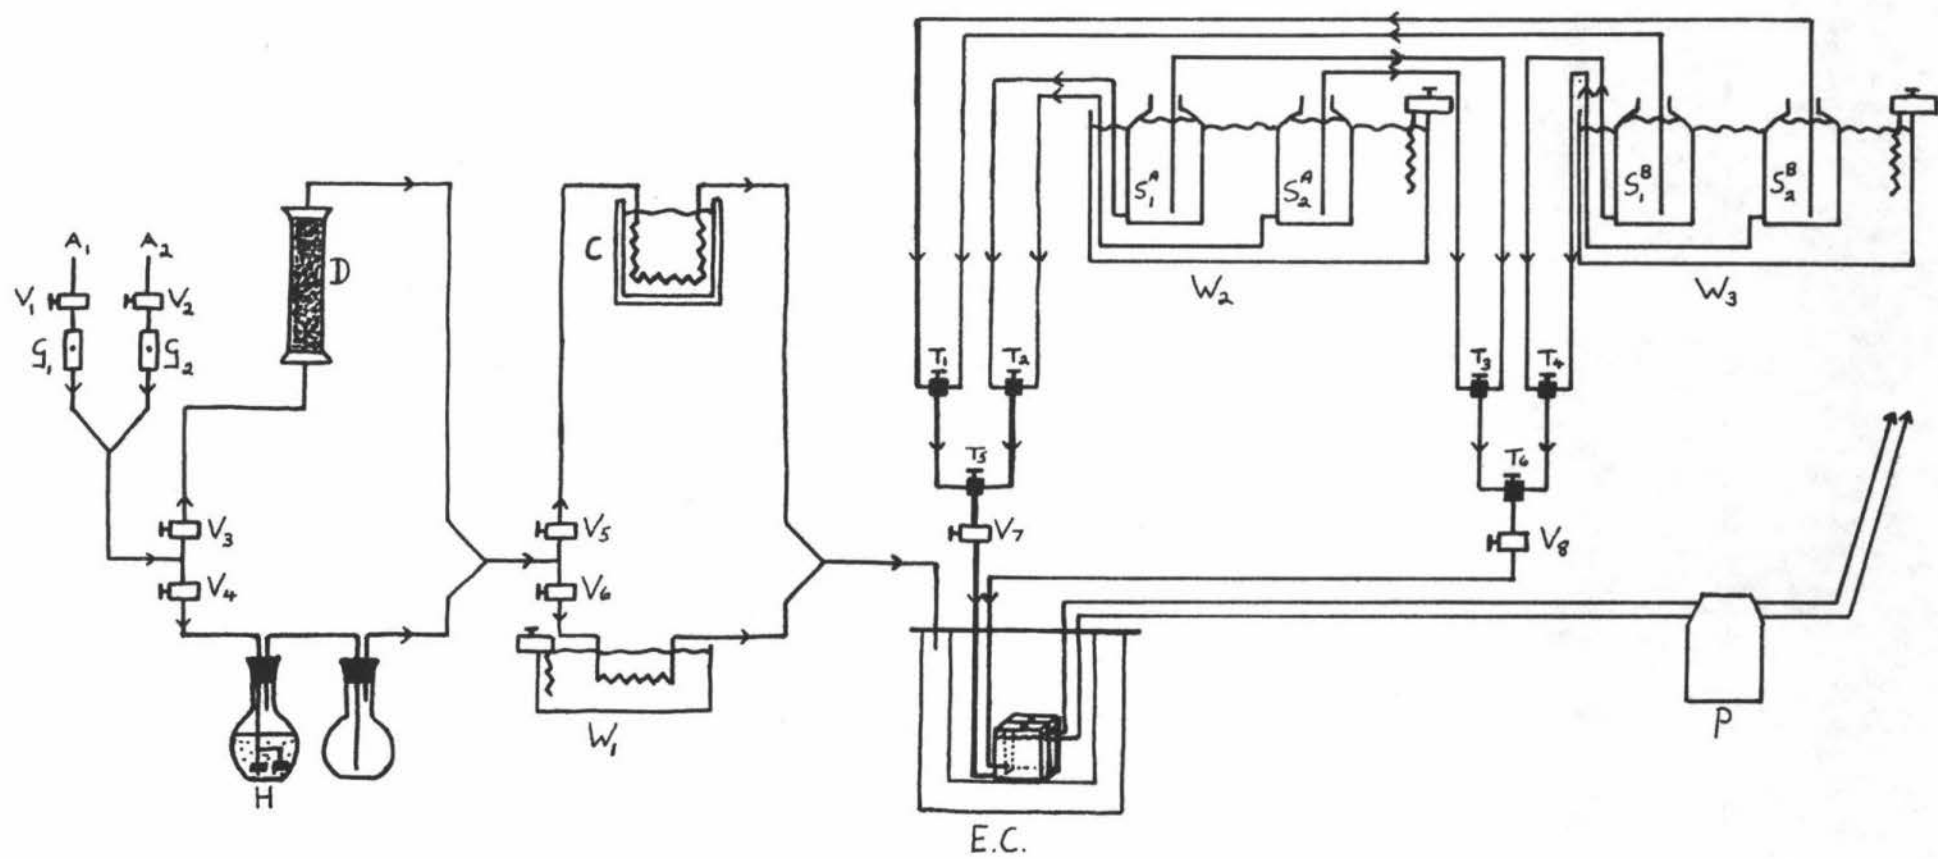 A₁ A₂
V₁ V₂
G₁ G₂
D
V₃
V₄
H
C
V₅
V₆
W₁
S₁ᴬ S₂ᴬ
W₂
S₁ᴮ S₂ᴮ
W₃
T₁ T₂
T₃ T₄
T₅
T₆
V₇
V₈
E.C.
P